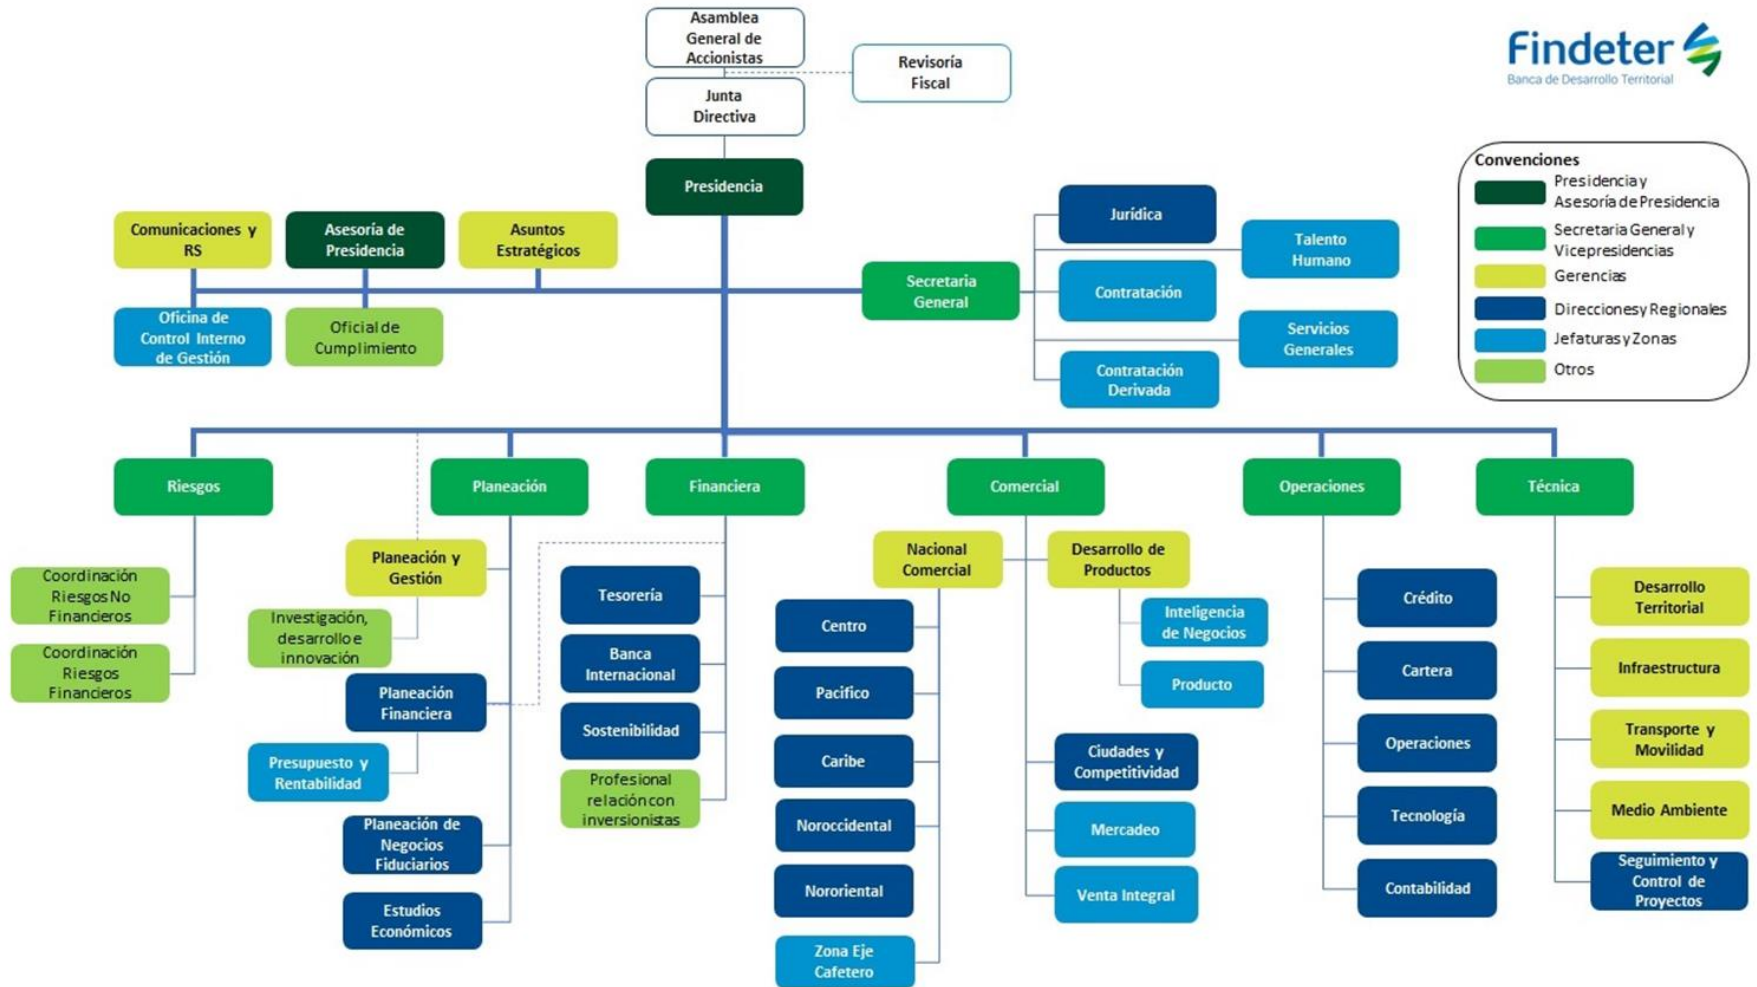 Asamblea
General de
Accionistas
Revisoría
Fiscal
Junta
Directiva
Presidencia
Findeter
Banca de Desarrollo Territorial
Convenciones
Presidencia y
Asesoría de Presidencia
Secretaria General y
Vicepresidencias
Gerencias
Direcciones y Regionales
Jefaturas y Zonas
Otros
Comunicaciones y
RS
Asesoría de
Presidencia
Asuntos
Estratégicos
Oficina de
Control Interno
de Gestión
Oficial de
Cumplimiento
Secretaria
General
Jurídica
Talento
Humano
Contratación
Servicios
Generales
Contratación
Derivada
Riesgos
Planeación
Financiera
Comercial
Operaciones
Técnica
Coordinación
Riesgos No
Financieros
Coordinación
Riesgos
Financieros
Planeación y
Gestión
Investigación,
desarrollo e
innovación
Planeación
Financiera
Presupuesto y
Rentabilidad
Planeación de
Negocios
Fiduciarios
Estudios
Económicos
Tesorería
Banca
Internacional
Sostenibilidad
Profesional
relación con
inversionistas
Nacional
Comercial
Desarrollo de
Productos
Centro
Pacifico
Caribe
Noroccidental
Nororiental
Zona Eje
Cafetero
Inteligencia
de Negocios
Producto
Ciudades y
Competitividad
Mercadeo
Venta Integral
Crédito
Cartera
Operaciones
Tecnología
Contabilidad
Desarrollo
Territorial
Infraestructura
Transporte y
Movilidad
Medio Ambiente
Seguimiento y
Control de
Proyectos